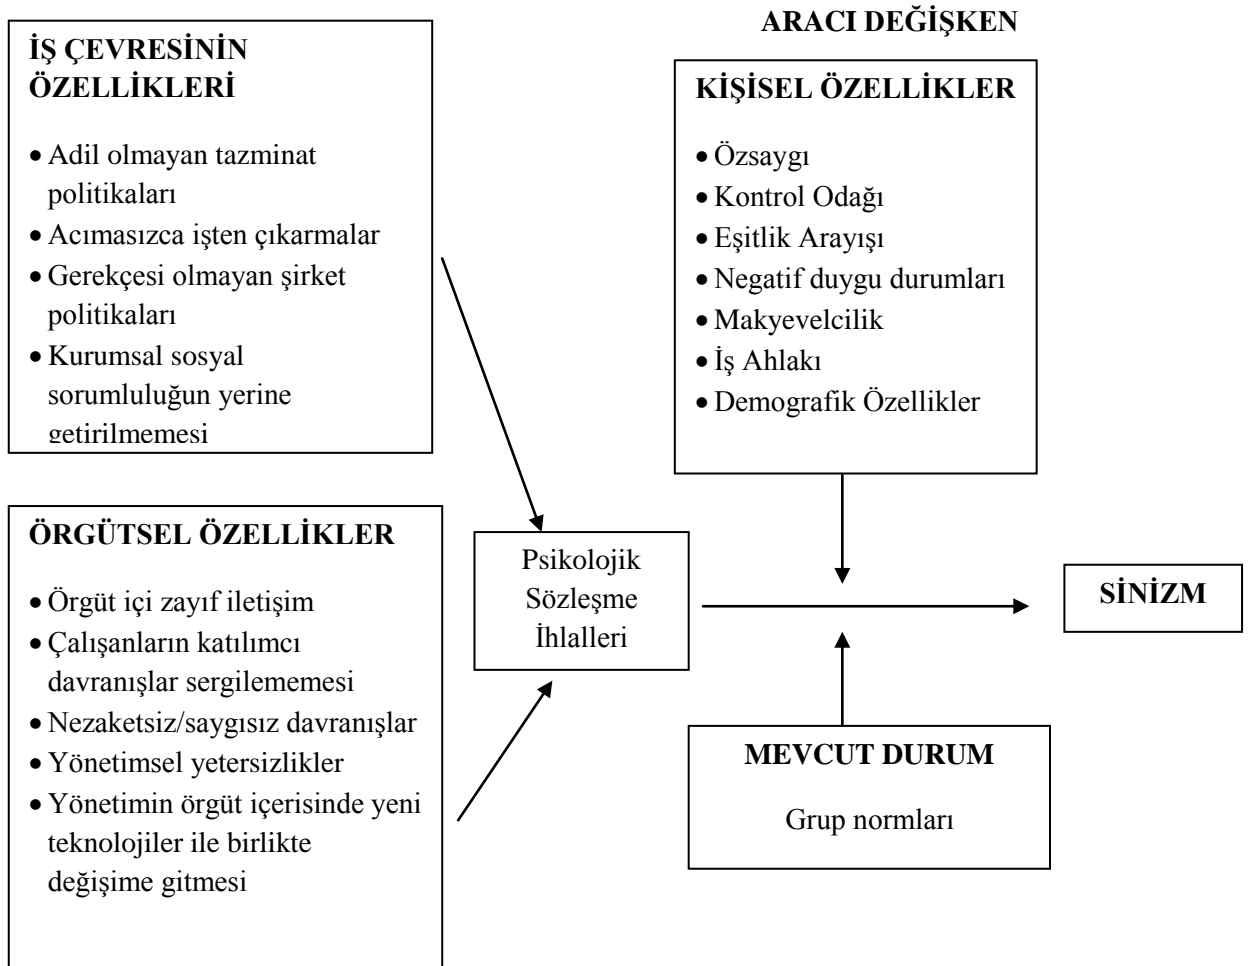 İŞ ÇEVRESİNİN
ÖZELLİKLERİ
• Adil olmayan tazminat
politikaları
• Acımasızca işten çıkarmalar
• Gerekçesi olmayan şirket
politikaları
• Kurumsal sosyal
sorumluluğun yerine
getirilmemesi
ÖRGÜTSEL ÖZELLİKLER
• Örgüt içi zayıf iletişim
• Çalışanların katılımcı
davranışlar sergilememesi
• Nezaketsiz/saygısız davranışlar
• Yönetimsel yetersizlikler
• Yönetimin örgüt içerisinde yeni
teknolojiler ile birlikte
değişime gitmesi
Psikolojik
Sözleşme
İhlalleri
ARACI DEĞİŞKEN
KİŞİSEL ÖZELLİKLER
• Özsaygı
• Kontrol Odağı
• Eşitlik Arayışı
• Negatif duygu durumları
• Makyevelcilik
• İş Ahlakı
• Demografik Özellikler
MEVCUT DURUM
Grup normları
SİNİZM